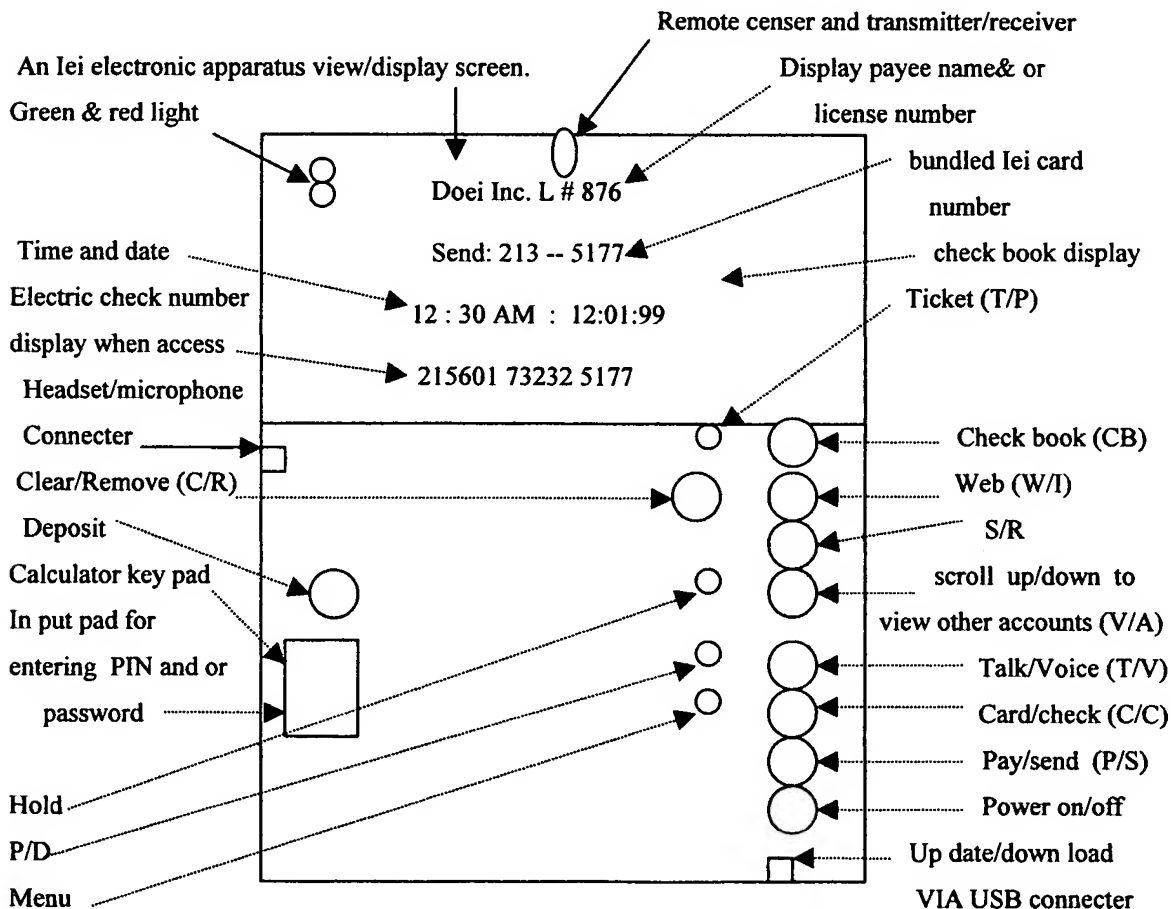 Remote censer and transmitter/receiver
An Iei electronic apparatus view/display screen.
Display payee name& or
license number
Green & red light
bundled Iei card
number
Doei Inc. L # 876
Send: 213 -- 5177
Time and date
check book display
Electric check number
display when access
12 : 30 AM : 12:01:99
Ticket (T/P)
215601 73232 5177
Headset/microphone
Connecter
Check book (CB)
Clear/Remove (C/R)
Web (W/I)
Deposit
S/R
Calculator key pad
scroll up/down to
view other accounts (V/A)
In put pad for
entering PIN and or
password
Talk/Voice (T/V)
Card/check (C/C)
Pay/send (P/S)
Hold
Power on/off
P/D
Up date/down load
VIA USB connecter
Menu